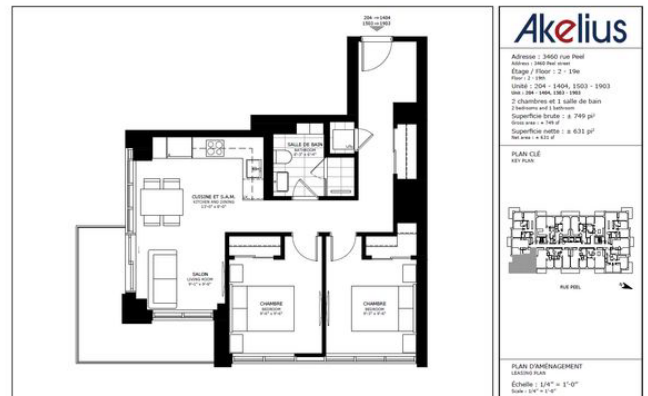 204 -> 1404
1503 -> 1903
SALLE DE BAIN
BATHROOM
CUISINE ET S.A.M.
KITCHEN AND DINING
SALON
LIVING ROOM
CHAMBRE
BEDROOM
CHAMBRE
BEDROOM
Akelius
Adresse : 3460 rue Peel
Address : 3460 Peel street
Étage / Floor : 2 - 19e
Floor : 2 - 19th
Unité : 204 - 1404, 1503 - 1903
Unit : 204 - 1404, 1503 - 1903
2 chambres et 1 salle de bain
2 bedrooms and 1 bathroom
Superficie brute : ± 749 pi²
Gross area : ± 749 sf
Superficie nette : ± 631 pi²
Net area : ± 631 sf
PLAN CLÉ
KEY PLAN
RUE PEEL
PLAN D'AMÉNAGEMENT
LEASING PLAN
Échelle : 1/4" = 1'-0"
Scale : 1/4" = 1'-0"